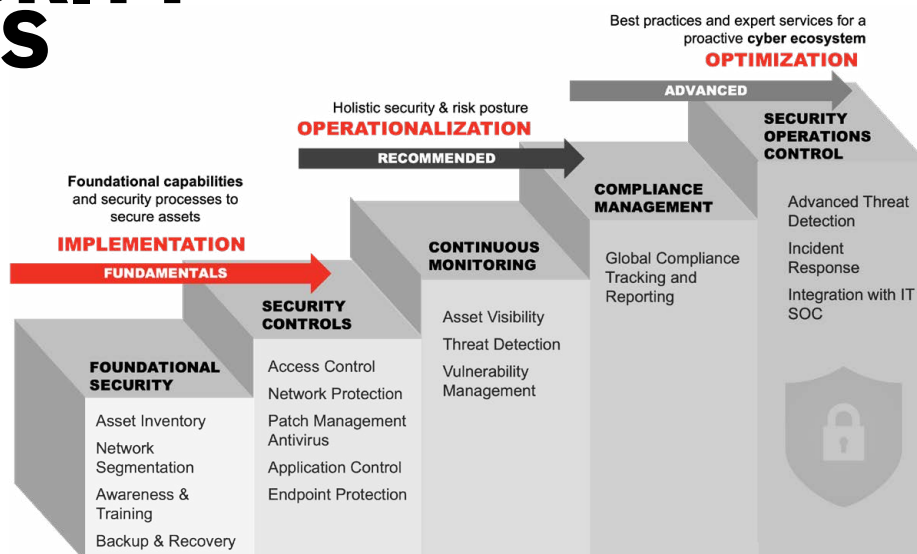 S
Best practices and expert services for a
proactive cyber ecosystem
OPTIMIZATION
ADVANCED
Holistic security & risk posture
OPERATIONALIZATION
RECOMMENDED
Foundational capabilities
and security processes to
secure assets
IMPLEMENTATION
FUNDAMENTALS
FOUNDATIONAL
SECURITY
Asset Inventory
Network
Segmentation
Awareness &
Training
Backup & Recovery
SECURITY
CONTROLS
Access Control
Network Protection
Patch Management
Antivirus
Application Control
Endpoint Protection
CONTINUOUS
MONITORING
Asset Visibility
Threat Detection
Vulnerability
Management
COMPLIANCE
MANAGEMENT
Global Compliance
Tracking and
Reporting
SECURITY
OPERATIONS
CONTROL
Advanced Threat
Detection
Incident
Response
Integration with IT
SOC